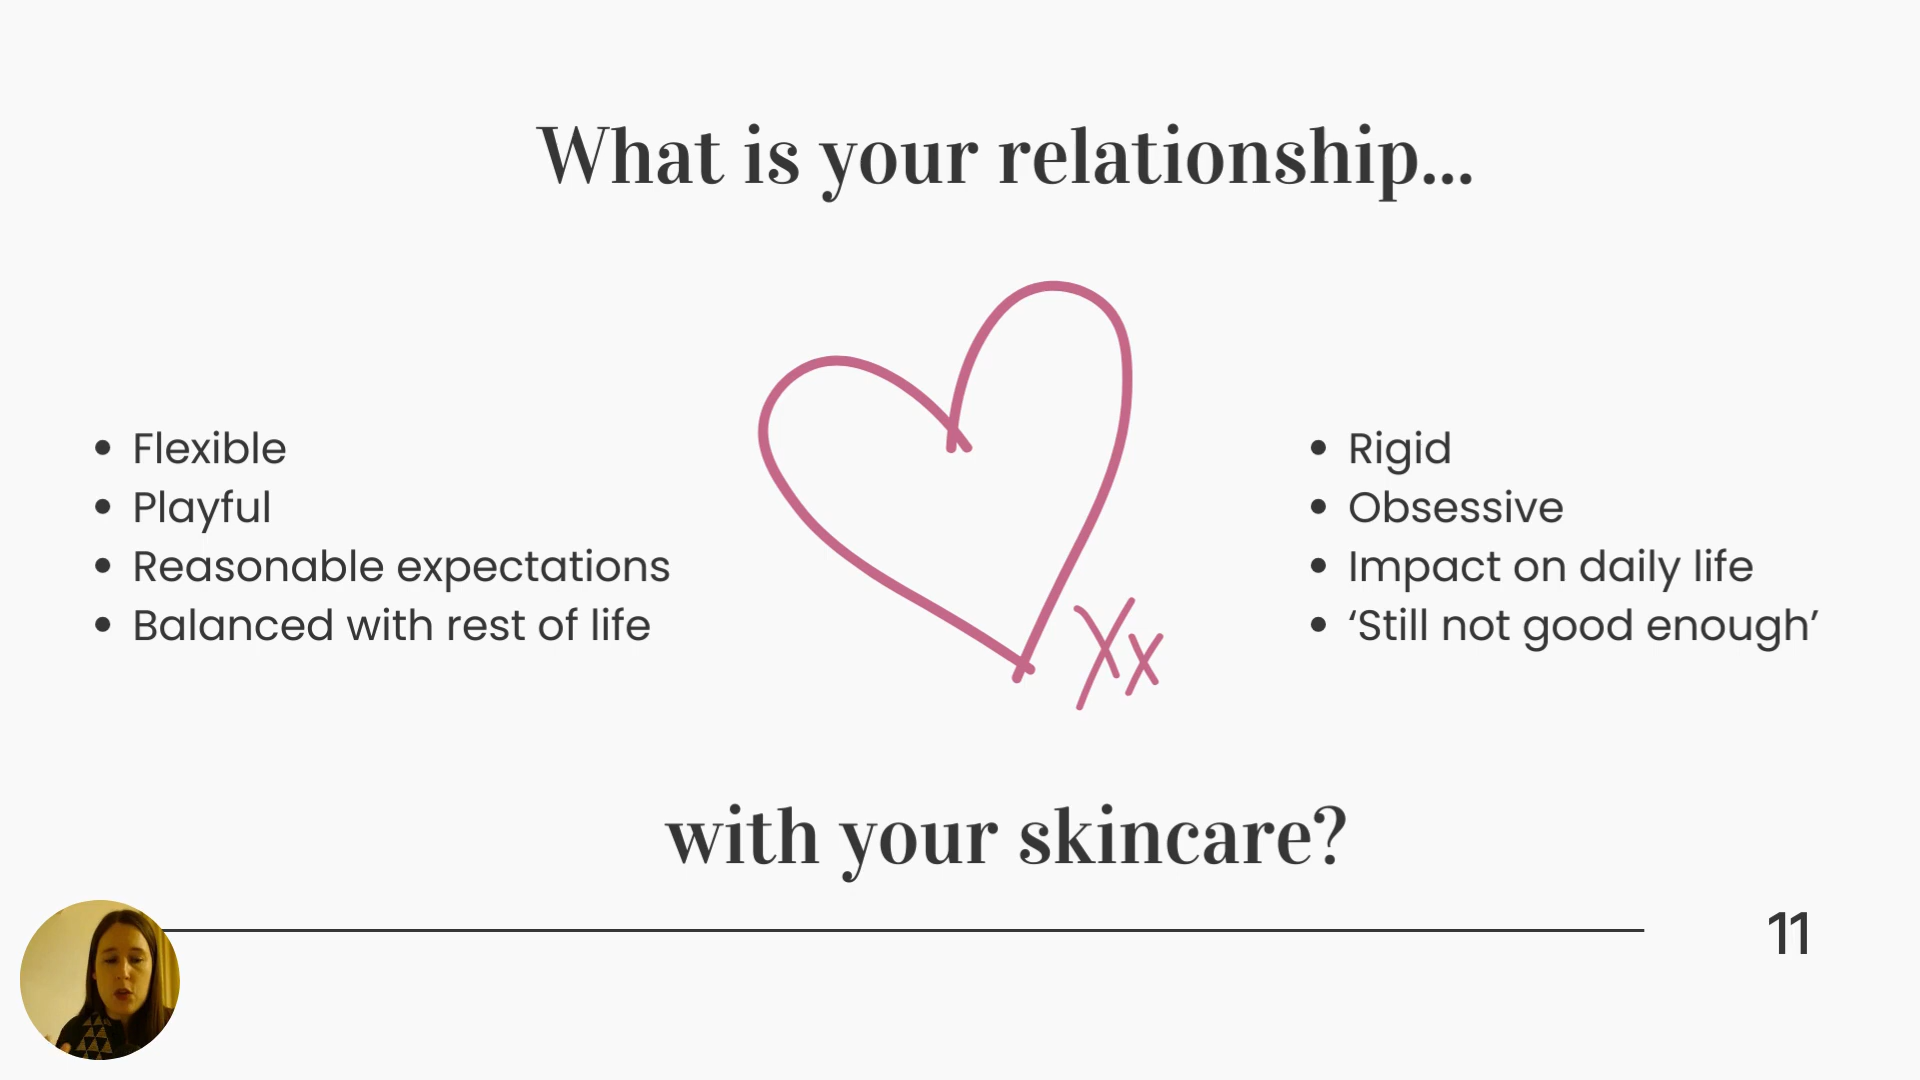 What is your relationship...
Flexible
Playful
Reasonable expectations
Balanced with rest of life
Rigid
Obsessive
Impact on daily life
‘Still not good enough’
Xx
with your skincare?
11